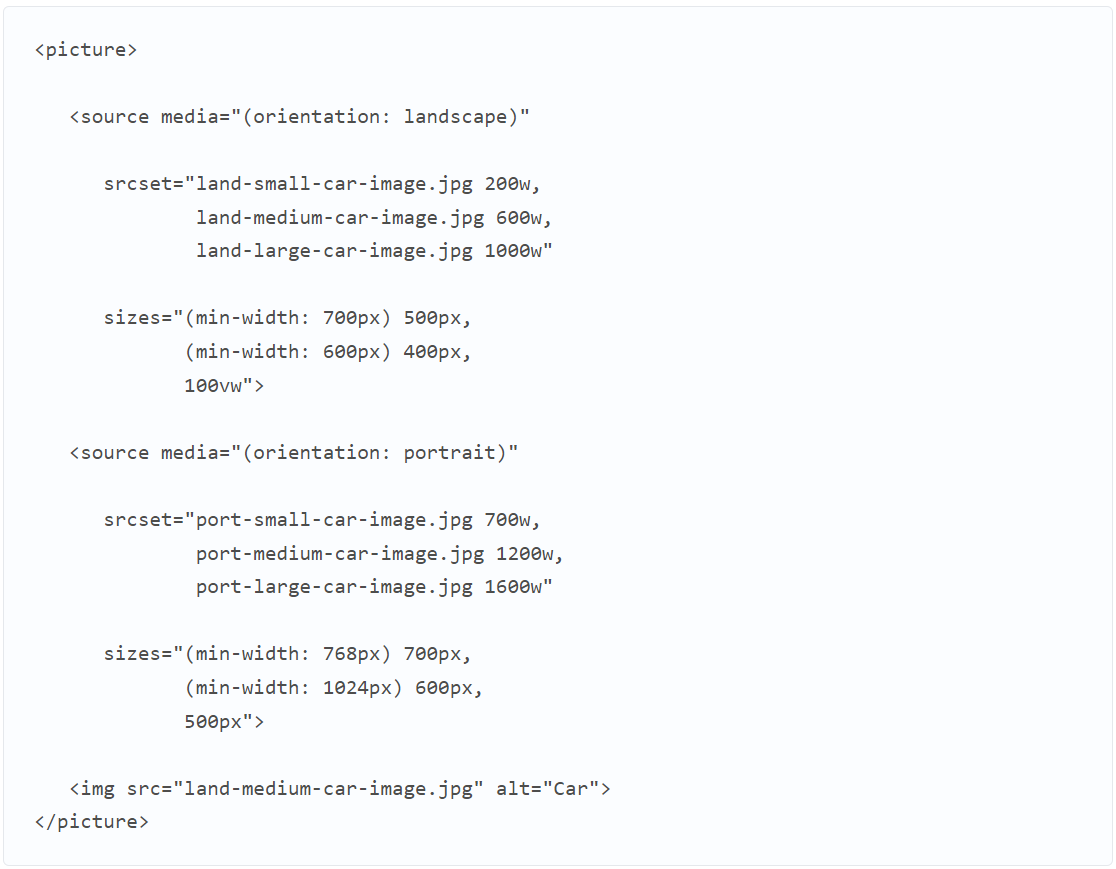 <picture>
<source media="(orientation: landscape)"
srcset="land-small-car-image.jpg 200w,
land-medium-car-image.jpg 600w,
land-large-car-image.jpg 1000w"
sizes="(min-width: 700px) 500px,
(min-width: 600px) 400px,
100vw">
<source media="(orientation: portrait)"
srcset="port-small-car-image.jpg 700w,
port-medium-car-image.jpg 1200w,
port-large-car-image.jpg 1600w"
sizes="(min-width: 768px) 700px,
(min-width: 1024px) 600px,
500px">
<img src="land-medium-car-image.jpg" alt="Car">
</picture>